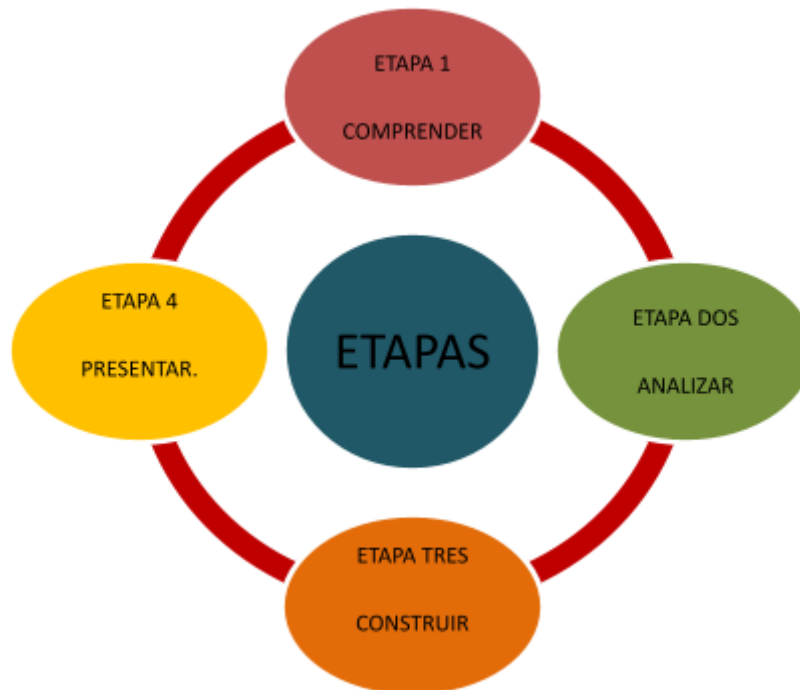 ETAPA 1
COMPRENDER
ETAPA DOS
ANALIZAR
ETAPA TRES
CONSTRUIR
ETAPA 4
PRESENTAR.
ETAPAS